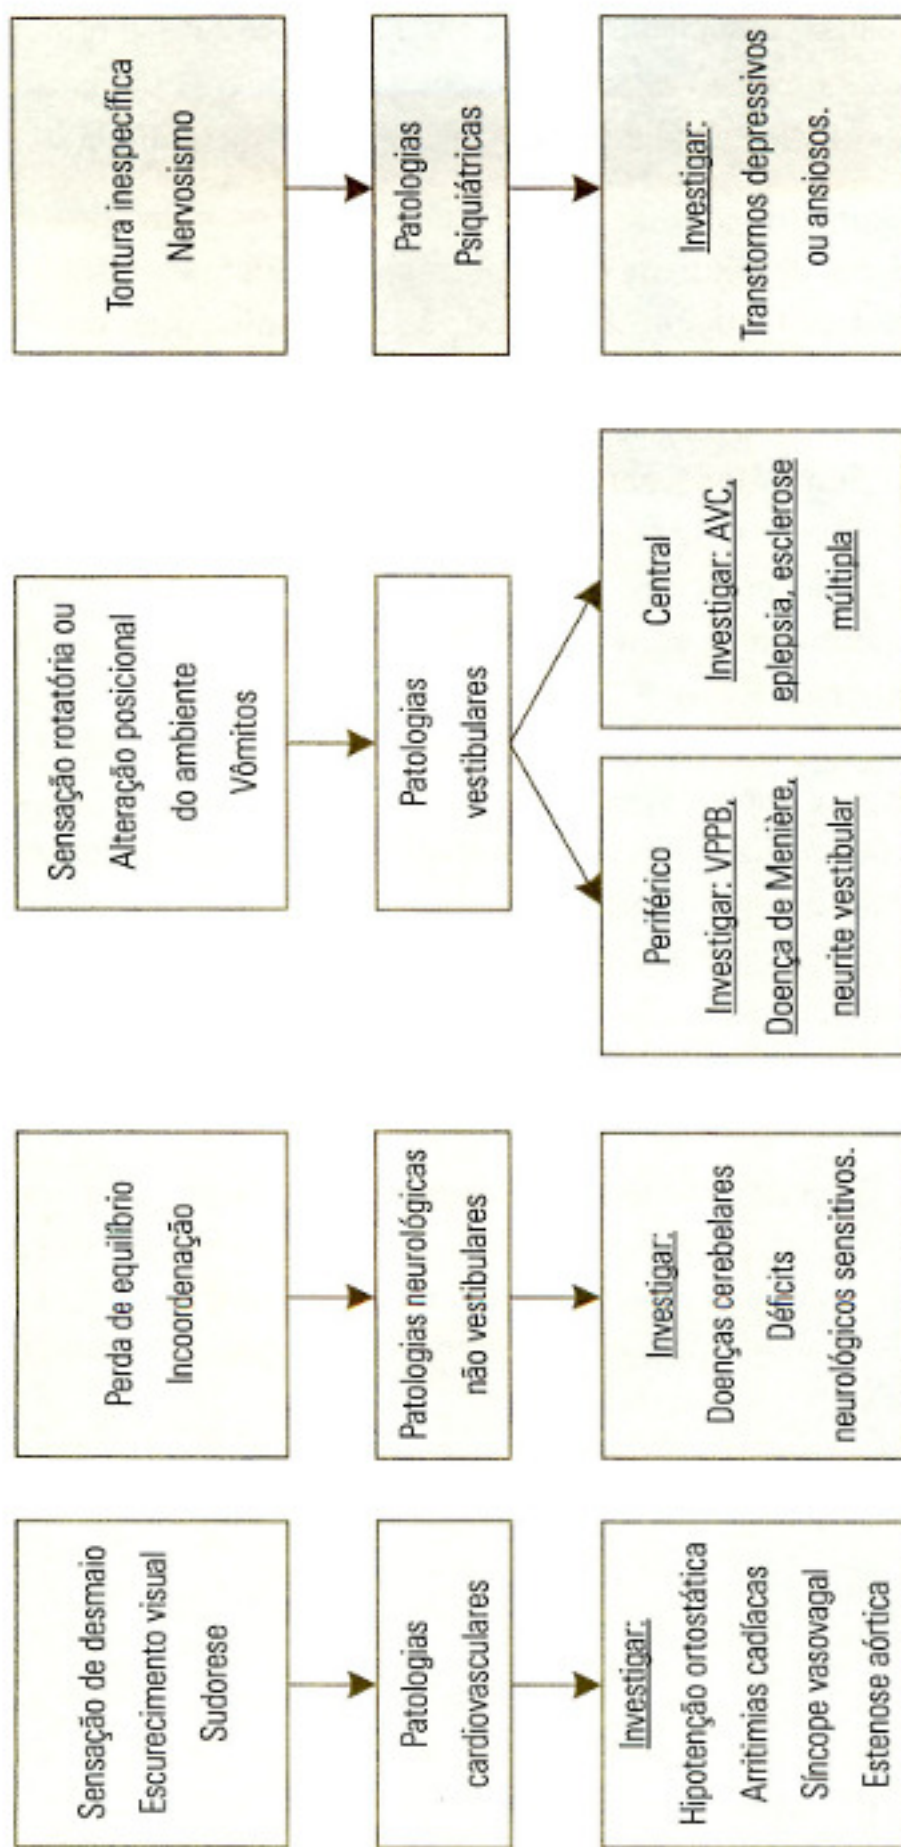 Sensação de desmaio
Escurecimento visual
Sudorese
Patologias
cardiovasculares
Investigar:
Hipotenção ortostática
Arritimias cadíacas
Síncope vasovagal
Estenose aórtica
Perda de equilíbrio
Incoordenação
Patologias neurológicas
não vestibulares
Investigar:
Doenças cerebelares
Déficits
neurológicos sensitivos.
Sensação rotatória ou
Alteração posicional
do ambiente
Vômitos
Patologias
vestibulares
Periférico
Investigar: VPPB,
Doença de Menière,
neurite vestibular
Central
Investigar: AVC,
eplepsia, esclerose
múltipla
Tontura inespecífica
Nervosismo
Patologias
Psiquiátricas
Investigar:
Transtornos depressivos
ou ansiosos.